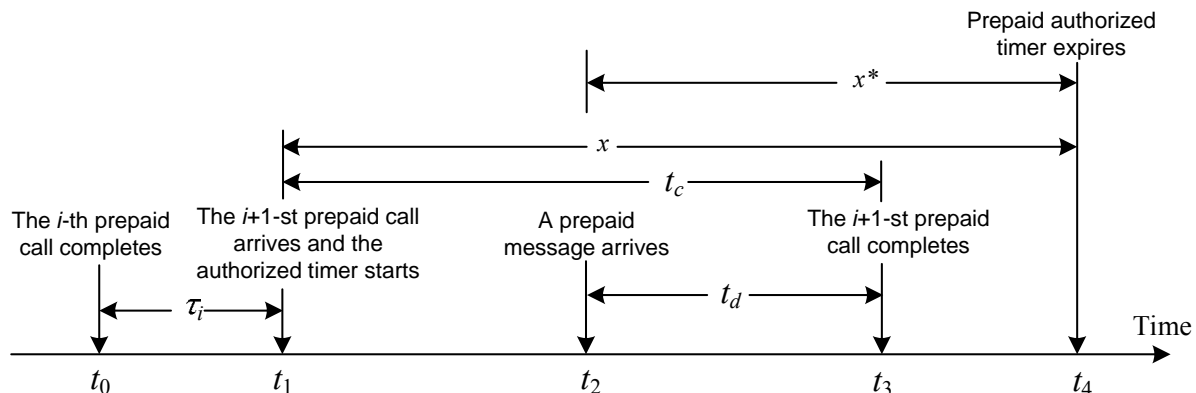 Prepaid authorized
timer expires
x*
x
t_c
The i-th prepaid
call completes
The i+1-st prepaid call
arrives and the
authorized timer starts
A prepaid
message arrives
The i+1-st prepaid
call completes
τ_i
t_d
Time
t_0
t_1
t_2
t_3
t_4